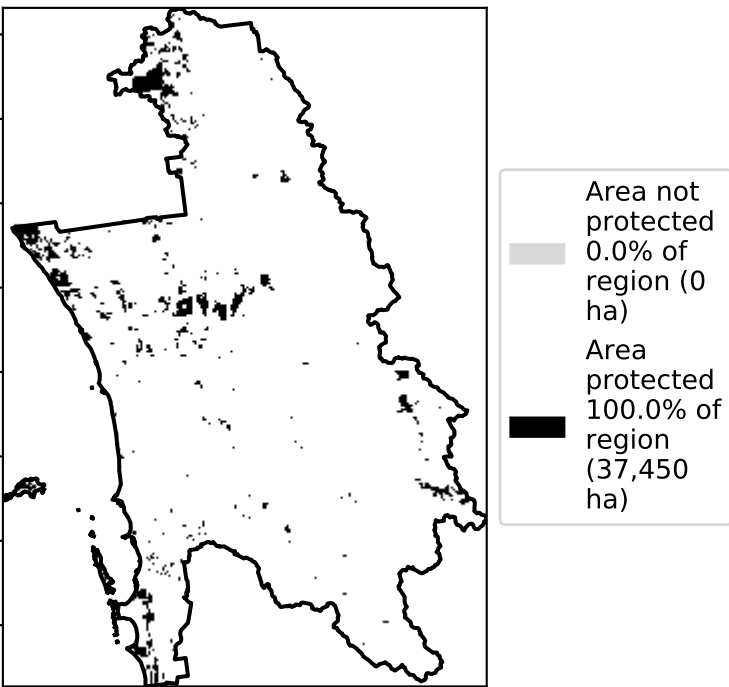 Area not
protected
0.0% of
region (0
ha)
Area
protected
100.0% of
region
(37,450
ha)